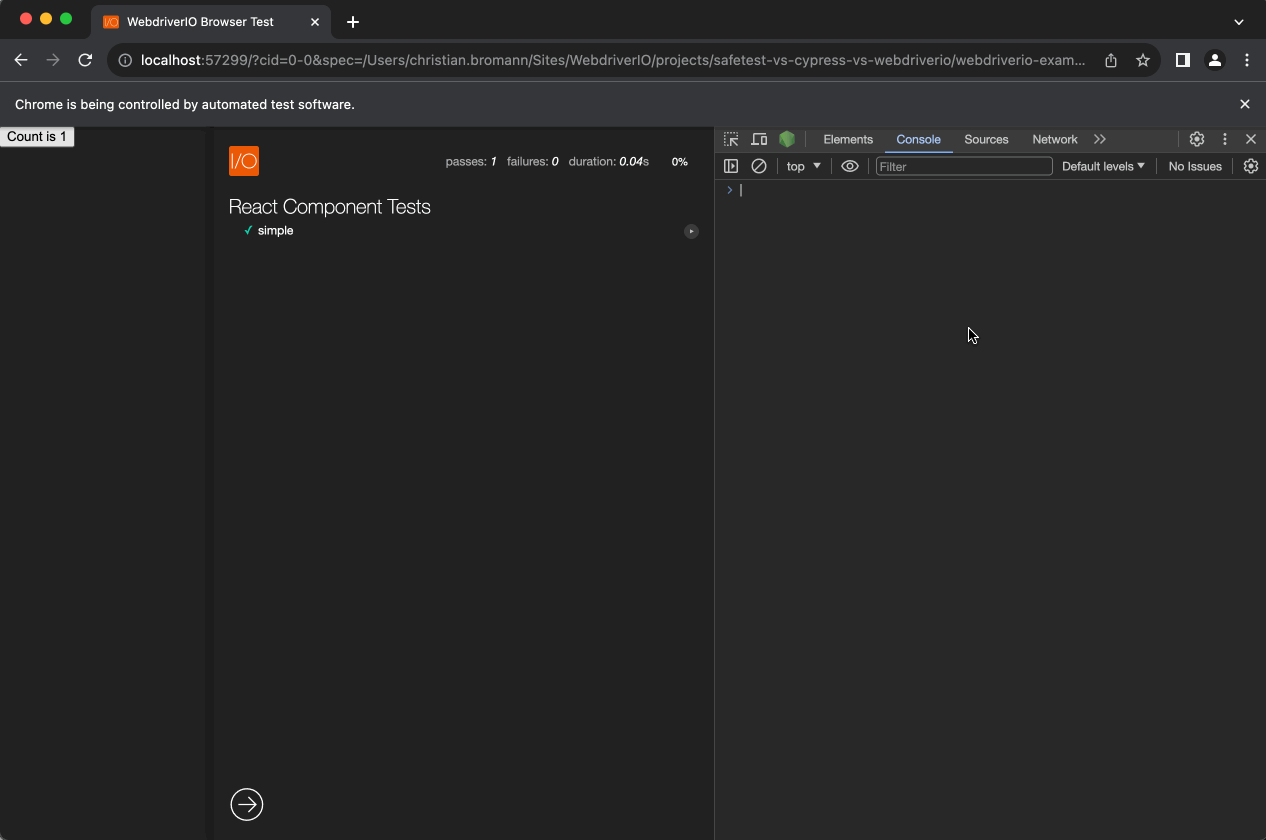 WebdriverIO Browser Test
localhost:57299/?cid=0-0&spec=/Users/christian.bromann/Sites/WebdriverIO/projects/safetest-vs-cypress-vs-webdriverio/webdriverio-exam...
Chrome is being controlled by automated test software.
Count is 1
I/O
passes: 1 failures: 0 duration: 0.04s 0%
React Component Tests
✓ simple
Elements Console Sources Network
top Filter Default levels No Issues